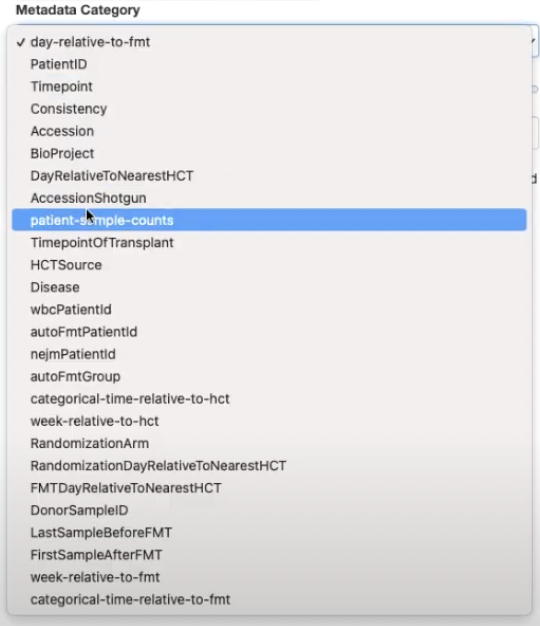 Metadata Category
✓ day-relative-to-fmt
PatientID
Timepoint
Consistency
Accession
BioProject
DayRelativeToNearestHCT
AccessionShotgun
patient-sample-counts
TimepointOfTransplant
HCTSource
Disease
wbcPatientId
autoFmtPatientId
nejmPatientId
autoFmtGroup
categorical-time-relative-to-hct
week-relative-to-hct
RandomizationArm
RandomizationDayRelativeToNearestHCT
FMTDayRelativeToNearestHCT
DonorSampleID
LastSampleBeforeFMT
FirstSampleAfterFMT
week-relative-to-fmt
categorical-time-relative-to-fmt